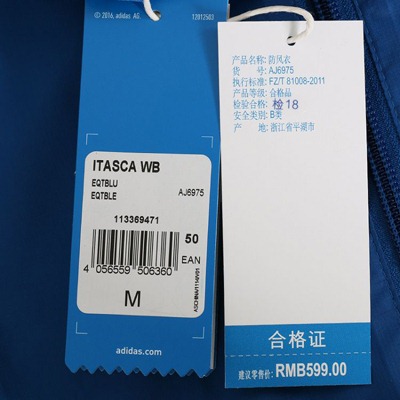 © 2016, adidas, AG.
12012503
ITASCA WB
EQTBLU
EQTBLE
AJ6975
113369471
50
EAN
4 056559 506360
M
adidas.com
产品名称: 防风衣
货 号: AJ6975
执行标准: FZ/T 81008-2011
产品等级: 合格品
检验合格: 检18
安全类别: B类
产 地: 浙江省平湖市
合格证
建议零售价: RMB599.00